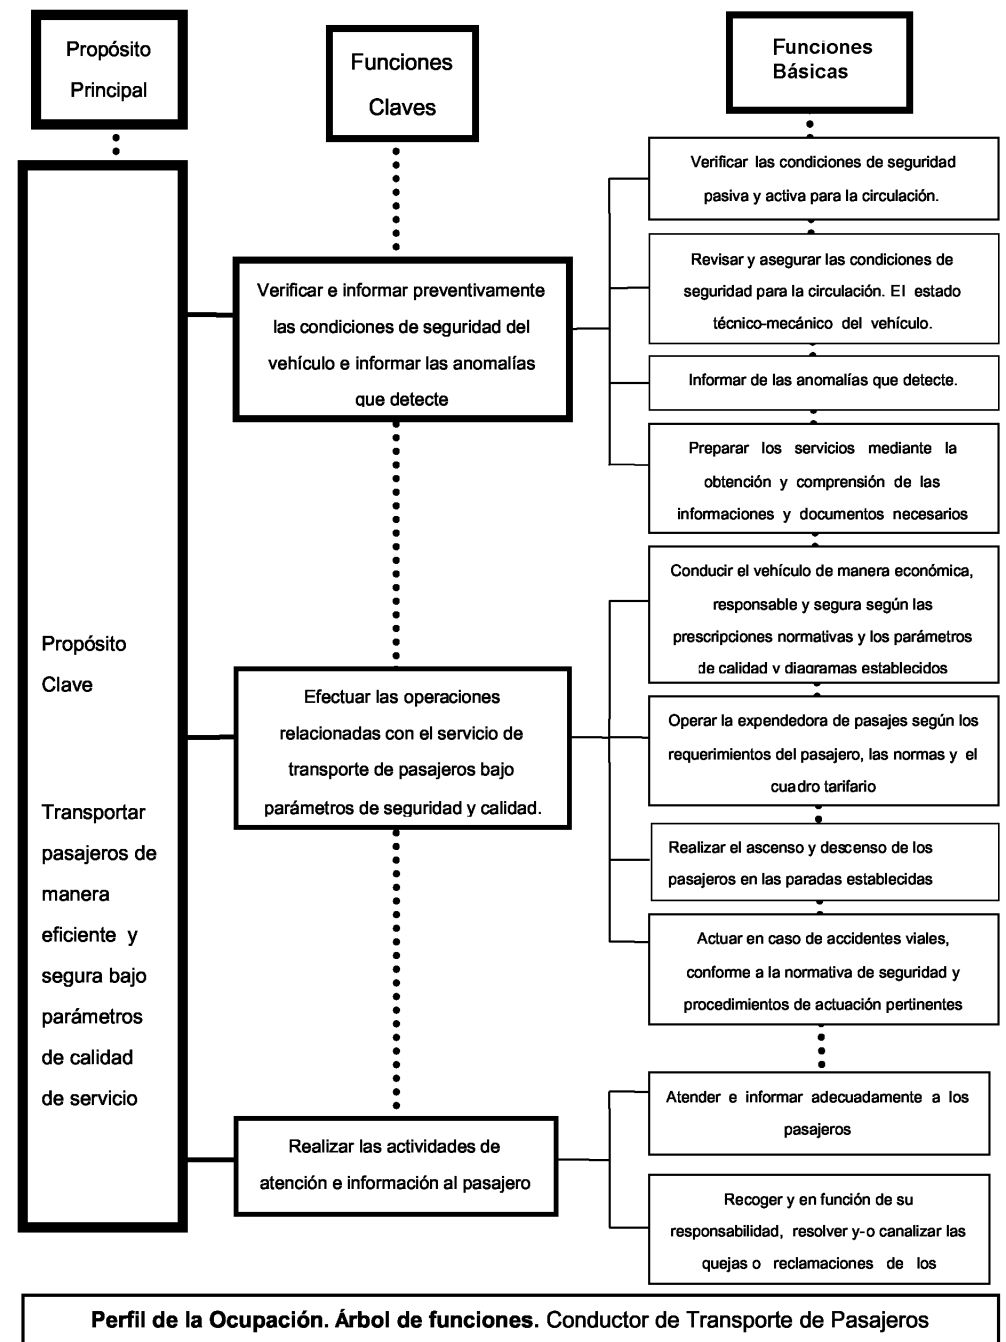 Propósito
Principal
Funciones
Claves
Funciones
Básicas
Propósito
Clave
Transportar
pasajeros de
manera
eficiente y
segura bajo
parámetros
de calidad
de servicio
Verificar e informar preventivamente
las condiciones de seguridad del
vehículo e informar las anomalías
que detecte
Verificar las condiciones de seguridad
pasiva y activa para la circulación.
Revisar y asegurar las condiciones de
seguridad para la circulación. El estado
técnico-mecánico del vehículo.
Informar de las anomalías que detecte.
Preparar los servicios mediante la
obtención y comprensión de las
informaciones y documentos necesarios
Efectuar las operaciones
relacionadas con el servicio de
transporte de pasajeros bajo
parámetros de seguridad y calidad.
Conducir el vehículo de manera económica,
responsable y segura según las
prescripciones normativas y los parámetros
de calidad y diagramas establecidos
Operar la expendedora de pasajes según los
requerimientos del pasajero, las normas y el
cuadro tarifario
Realizar el ascenso y descenso de los
pasajeros en las paradas establecidas
Actuar en caso de accidentes viales,
conforme a la normativa de seguridad y
procedimientos de actuación pertinentes
Realizar las actividades de
atención e información al pasajero
Atender e informar adecuadamente a los
pasajeros
Recoger y en función de su
responsabilidad, resolver y-o canalizar las
quejas o reclamaciones de los
Perfil de la Ocupación. Árbol de funciones. Conductor de Transporte de Pasajeros